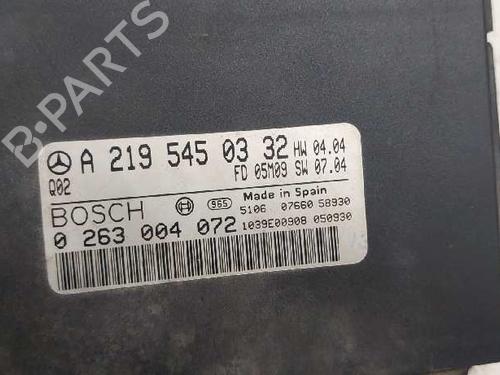 B-PARTS
A 219 545 03 32 HW 04.04
Q02 FD 05M09 SW 07.04
BOSCH 965 Made in Spain
5106 07660 58930
0 263 004 072 1039E00908 050930